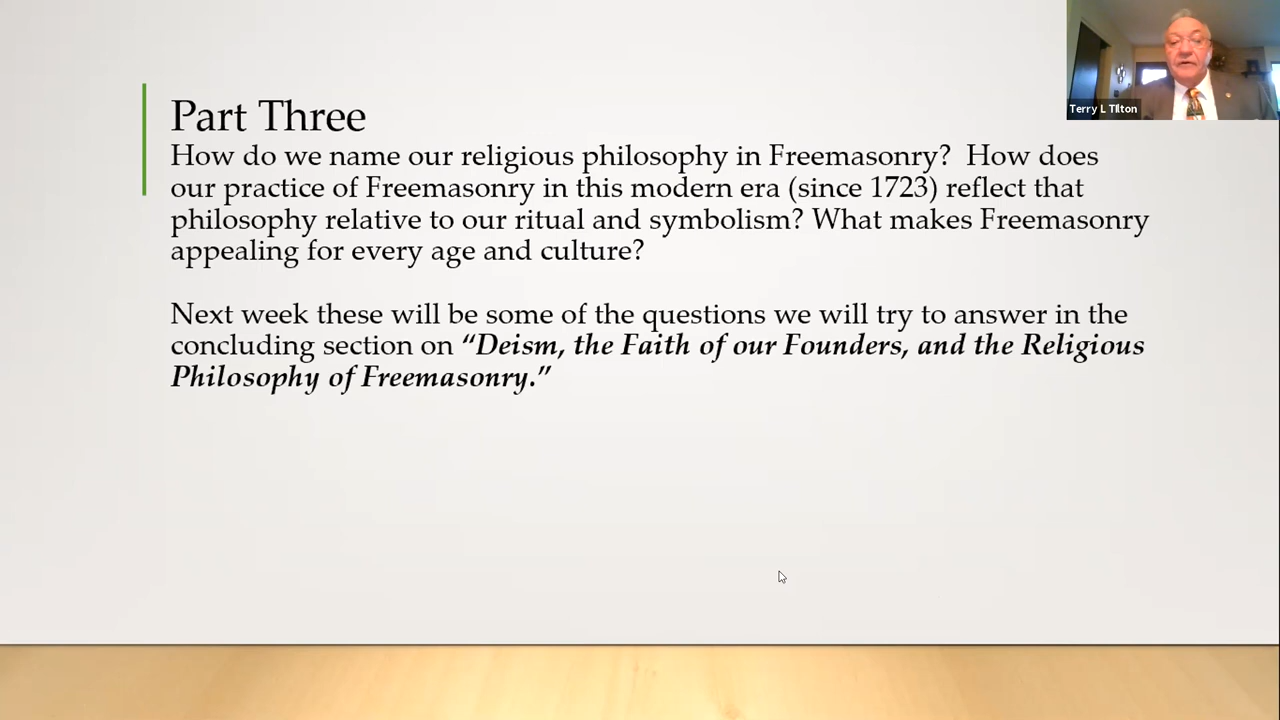 Terry L Tilton
Part Three
How do we name our religious philosophy in Freemasonry?  How does
our practice of Freemasonry in this modern era (since 1723) reflect that
philosophy relative to our ritual and symbolism? What makes Freemasonry
appealing for every age and culture?
Next week these will be some of the questions we will try to answer in the
concluding section on “Deism, the Faith of our Founders, and the Religious
Philosophy of Freemasonry.”